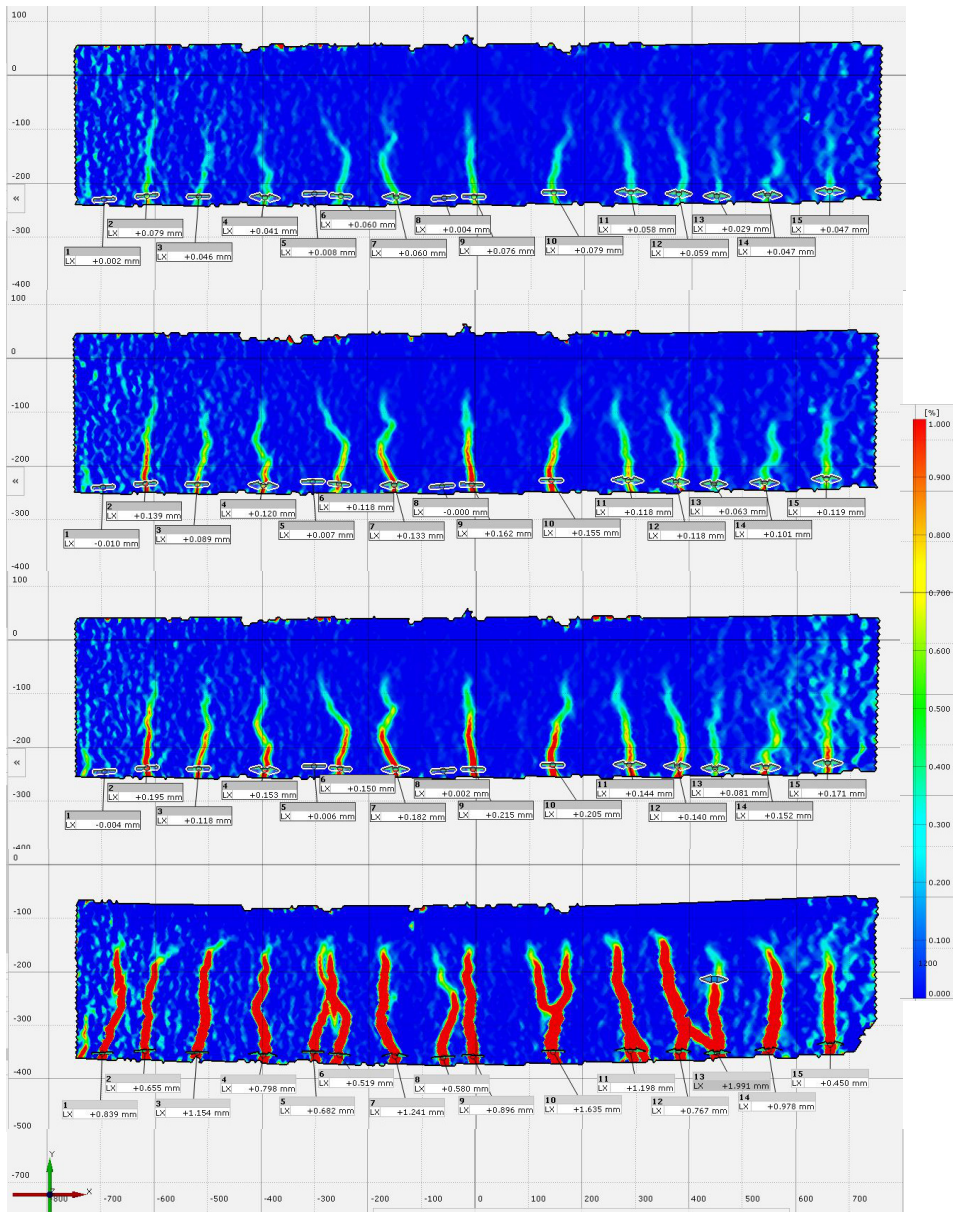 100
0
-100
-200
-300
-400
«
2
LX +0.079 mm
4
LX +0.041 mm
6
LX +0.060 mm
8
LX +0.004 mm
10
LX +0.079 mm
11
LX +0.058 mm
13
LX +0.029 mm
15
LX +0.047 mm
1
LX +0.002 mm
3
LX +0.046 mm
5
LX +0.008 mm
7
LX +0.060 mm
9
LX +0.076 mm
12
LX +0.059 mm
14
LX +0.047 mm
100
0
-100
-200
-300
-400
«
2
LX +0.139 mm
4
LX +0.120 mm
6
LX +0.118 mm
8
LX -0.000 mm
10
LX +0.155 mm
11
LX +0.118 mm
13
LX +0.063 mm
15
LX +0.119 mm
1
LX -0.010 mm
3
LX +0.089 mm
5
LX +0.007 mm
7
LX +0.133 mm
9
LX +0.162 mm
12
LX +0.118 mm
14
LX +0.101 mm
100
0
-100
-200
-300
-400
«
2
LX +0.195 mm
4
LX +0.153 mm
6
LX +0.150 mm
8
LX +0.002 mm
10
LX +0.205 mm
11
LX +0.144 mm
13
LX +0.081 mm
15
LX +0.171 mm
1
LX -0.004 mm
3
LX +0.118 mm
5
LX +0.006 mm
7
LX +0.182 mm
9
LX +0.215 mm
12
LX +0.140 mm
14
LX +0.152 mm
0
-100
-200
-300
-400
-500
-700
2
LX +0.655 mm
4
LX +0.798 mm
6
LX +0.519 mm
8
LX +0.580 mm
11
LX +1.198 mm
13
LX +1.991 mm
15
LX +0.450 mm
1
LX +0.839 mm
3
LX +1.154 mm
5
LX +0.682 mm
7
LX +1.241 mm
9
LX +0.896 mm
10
LX +1.635 mm
12
LX +0.767 mm
14
LX +0.978 mm
Y
X
800 -700 -600 -500 -400 -300 -200 -100 0 100 200 300 400 500 600 700
[%]
1.000
0.900
0.800
0.700
0.600
0.500
0.400
0.300
0.200
0.100
1200
0.000